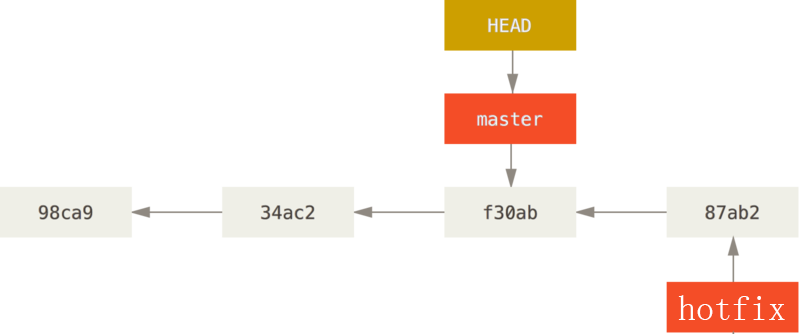 HEAD
master
98ca9
34ac2
f30ab
87ab2
hotfix